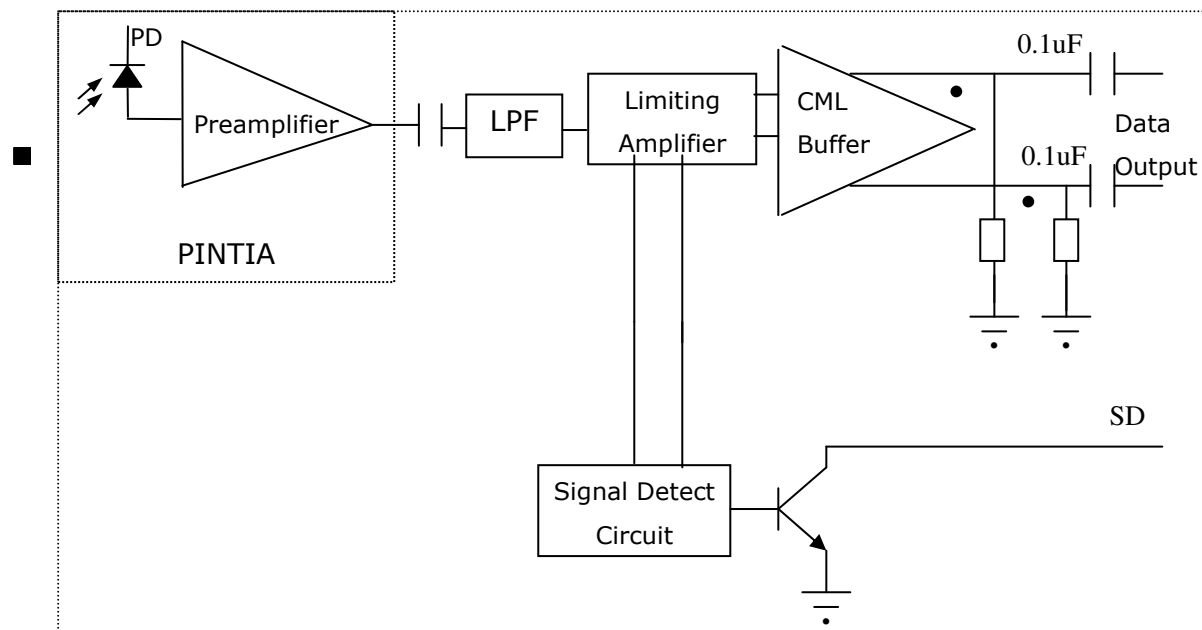 PD
Preamplifier
PINTIA
LPF
Limiting
Amplifier
CML
Buffer
0.1uF
Data
Output
0.1uF
SD
Signal Detect
Circuit